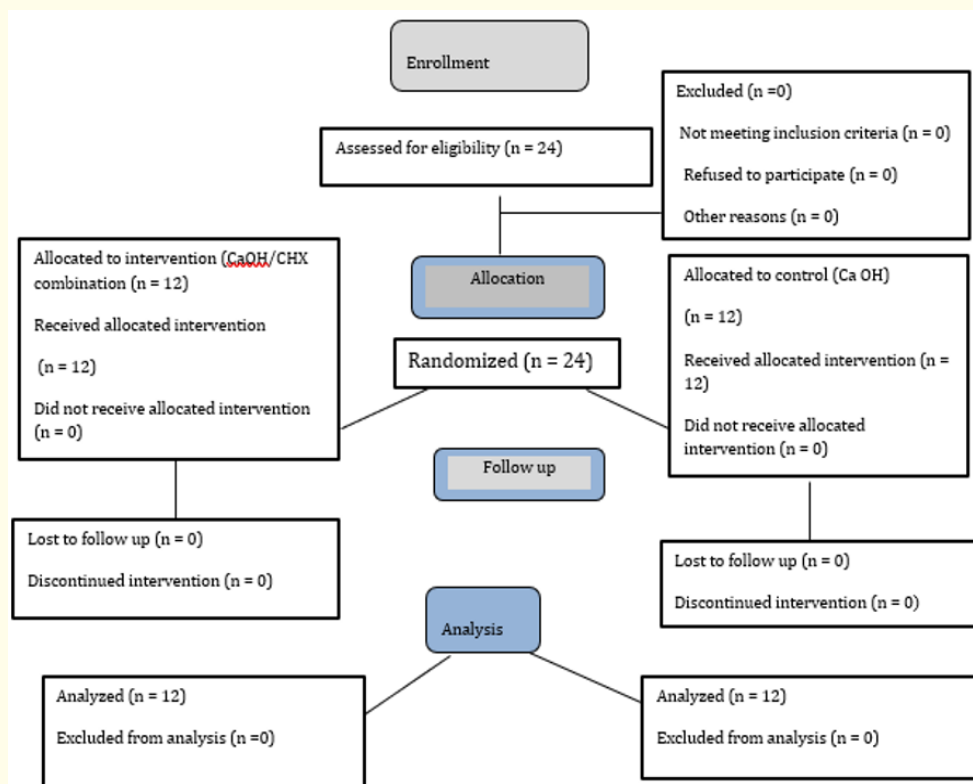 Enrollment
Assessed for eligibility (n = 24)
Excluded (n =0)
Not meeting inclusion criteria (n = 0)
Refused to participate (n = 0)
Other reasons (n = 0)
Allocation
Randomized (n = 24)
Allocated to intervention (CaOH/CHX
combination (n = 12)
Received allocated intervention
(n = 12)
Did not receive allocated intervention
(n = 0)
Allocated to control (Ca OH)
(n = 12)
Received allocated intervention (n =
12)
Did not receive allocated
intervention (n = 0)
Follow up
Lost to follow up (n = 0)
Discontinued intervention (n = 0)
Lost to follow up (n = 0)
Discontinued intervention (n = 0)
Analysis
Analyzed (n = 12)
Excluded from analysis (n =0)
Analyzed (n = 12)
Excluded from analysis (n = 0)